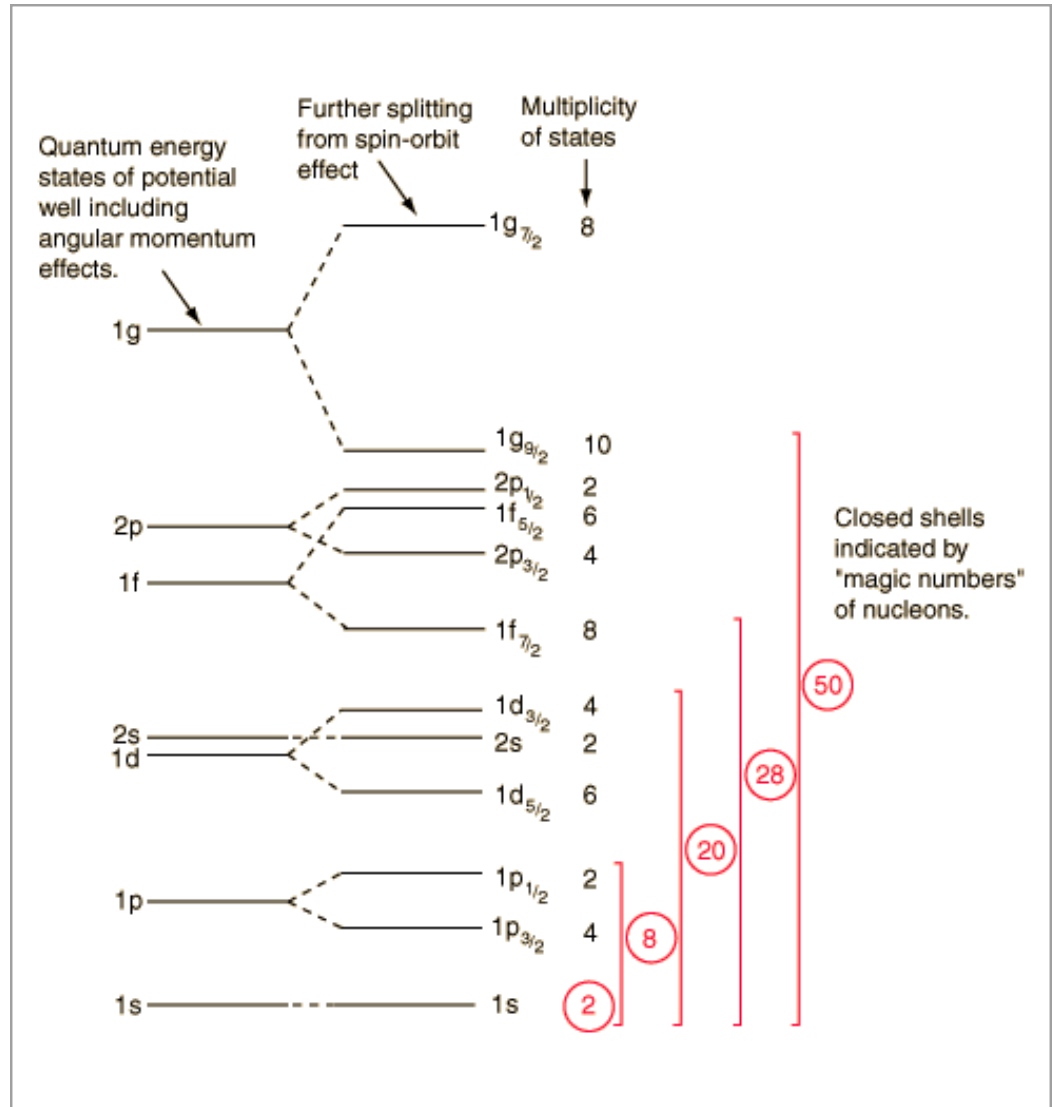 Further splitting
from spin-orbit
effect
Multiplicity
of states
Quantum energy
states of potential
well including
angular momentum
effects.
1g7/2 8
1g
1g9/2 10
2p1/2 2
2p
1f5/2 6
2p3/2 4
1f
1f7/2 8
Closed shells
indicated by
"magic numbers"
of nucleons.
50
1d3/2 4
2s
2s 2
1d
1d5/2 6
28
20
1p1/2 2
1p
1p3/2 4
8
1s
1s 2